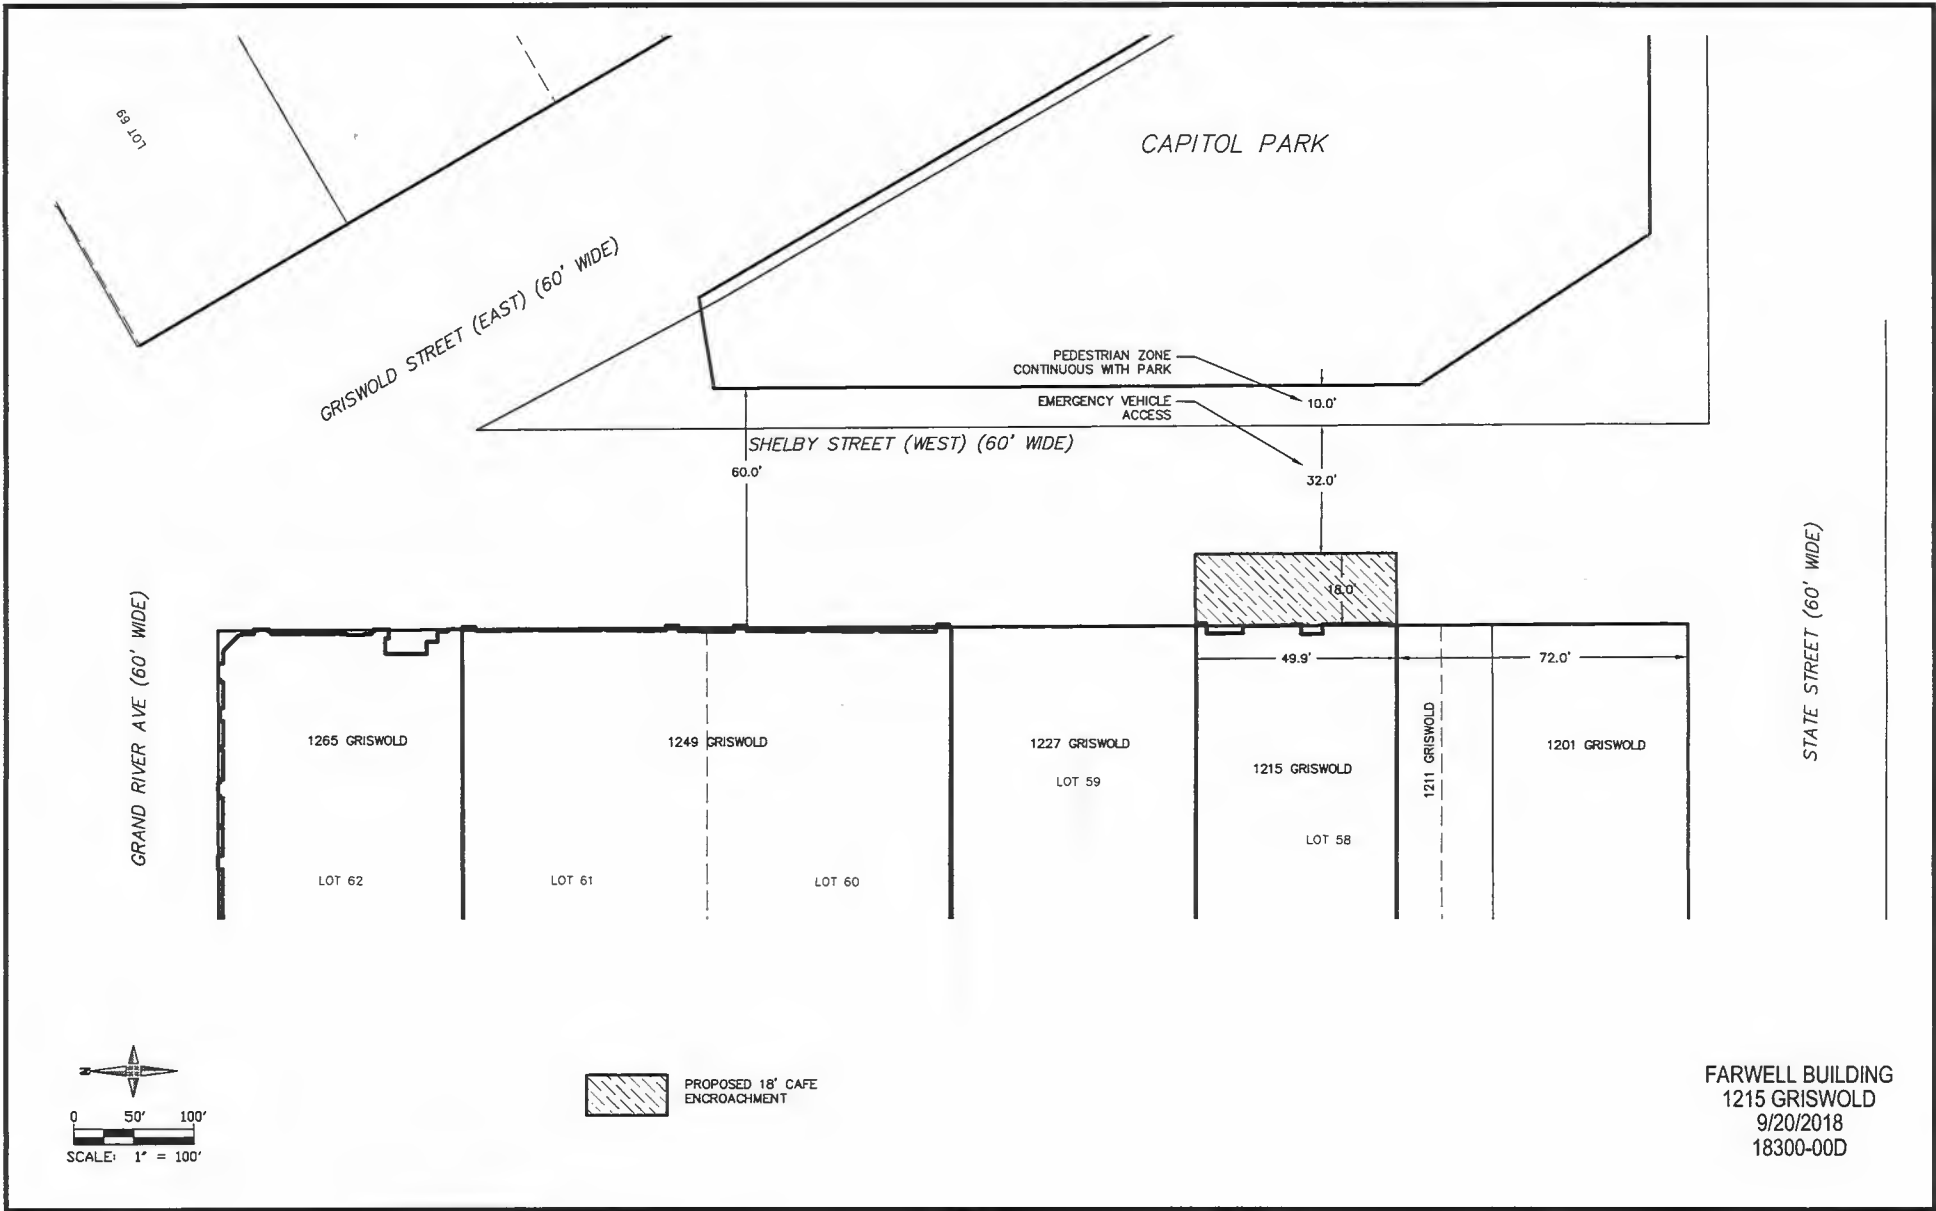 LOT 69
CAPITOL PARK
GRISWOLD STREET (EAST) (60' WIDE)
PEDESTRIAN ZONE
CONTINUOUS WITH PARK
10.0'
EMERGENCY VEHICLE
ACCESS
SHELBY STREET (WEST) (60' WIDE)
60.0'
32.0'
18.0'
GRAND RIVER AVE (60' WIDE)
STATE STREET (60' WIDE)
49.9'
72.0'
1265 GRISWOLD
1249 GRISWOLD
1227 GRISWOLD
1215 GRISWOLD
1211 GRISWOLD
1201 GRISWOLD
LOT 59
LOT 58
LOT 62
LOT 61
LOT 60
N
0 50' 100'
SCALE: 1" = 100'
PROPOSED 18' CAFE
ENCROACHMENT
FARWELL BUILDING
1215 GRISWOLD
9/20/2018
18300-00D